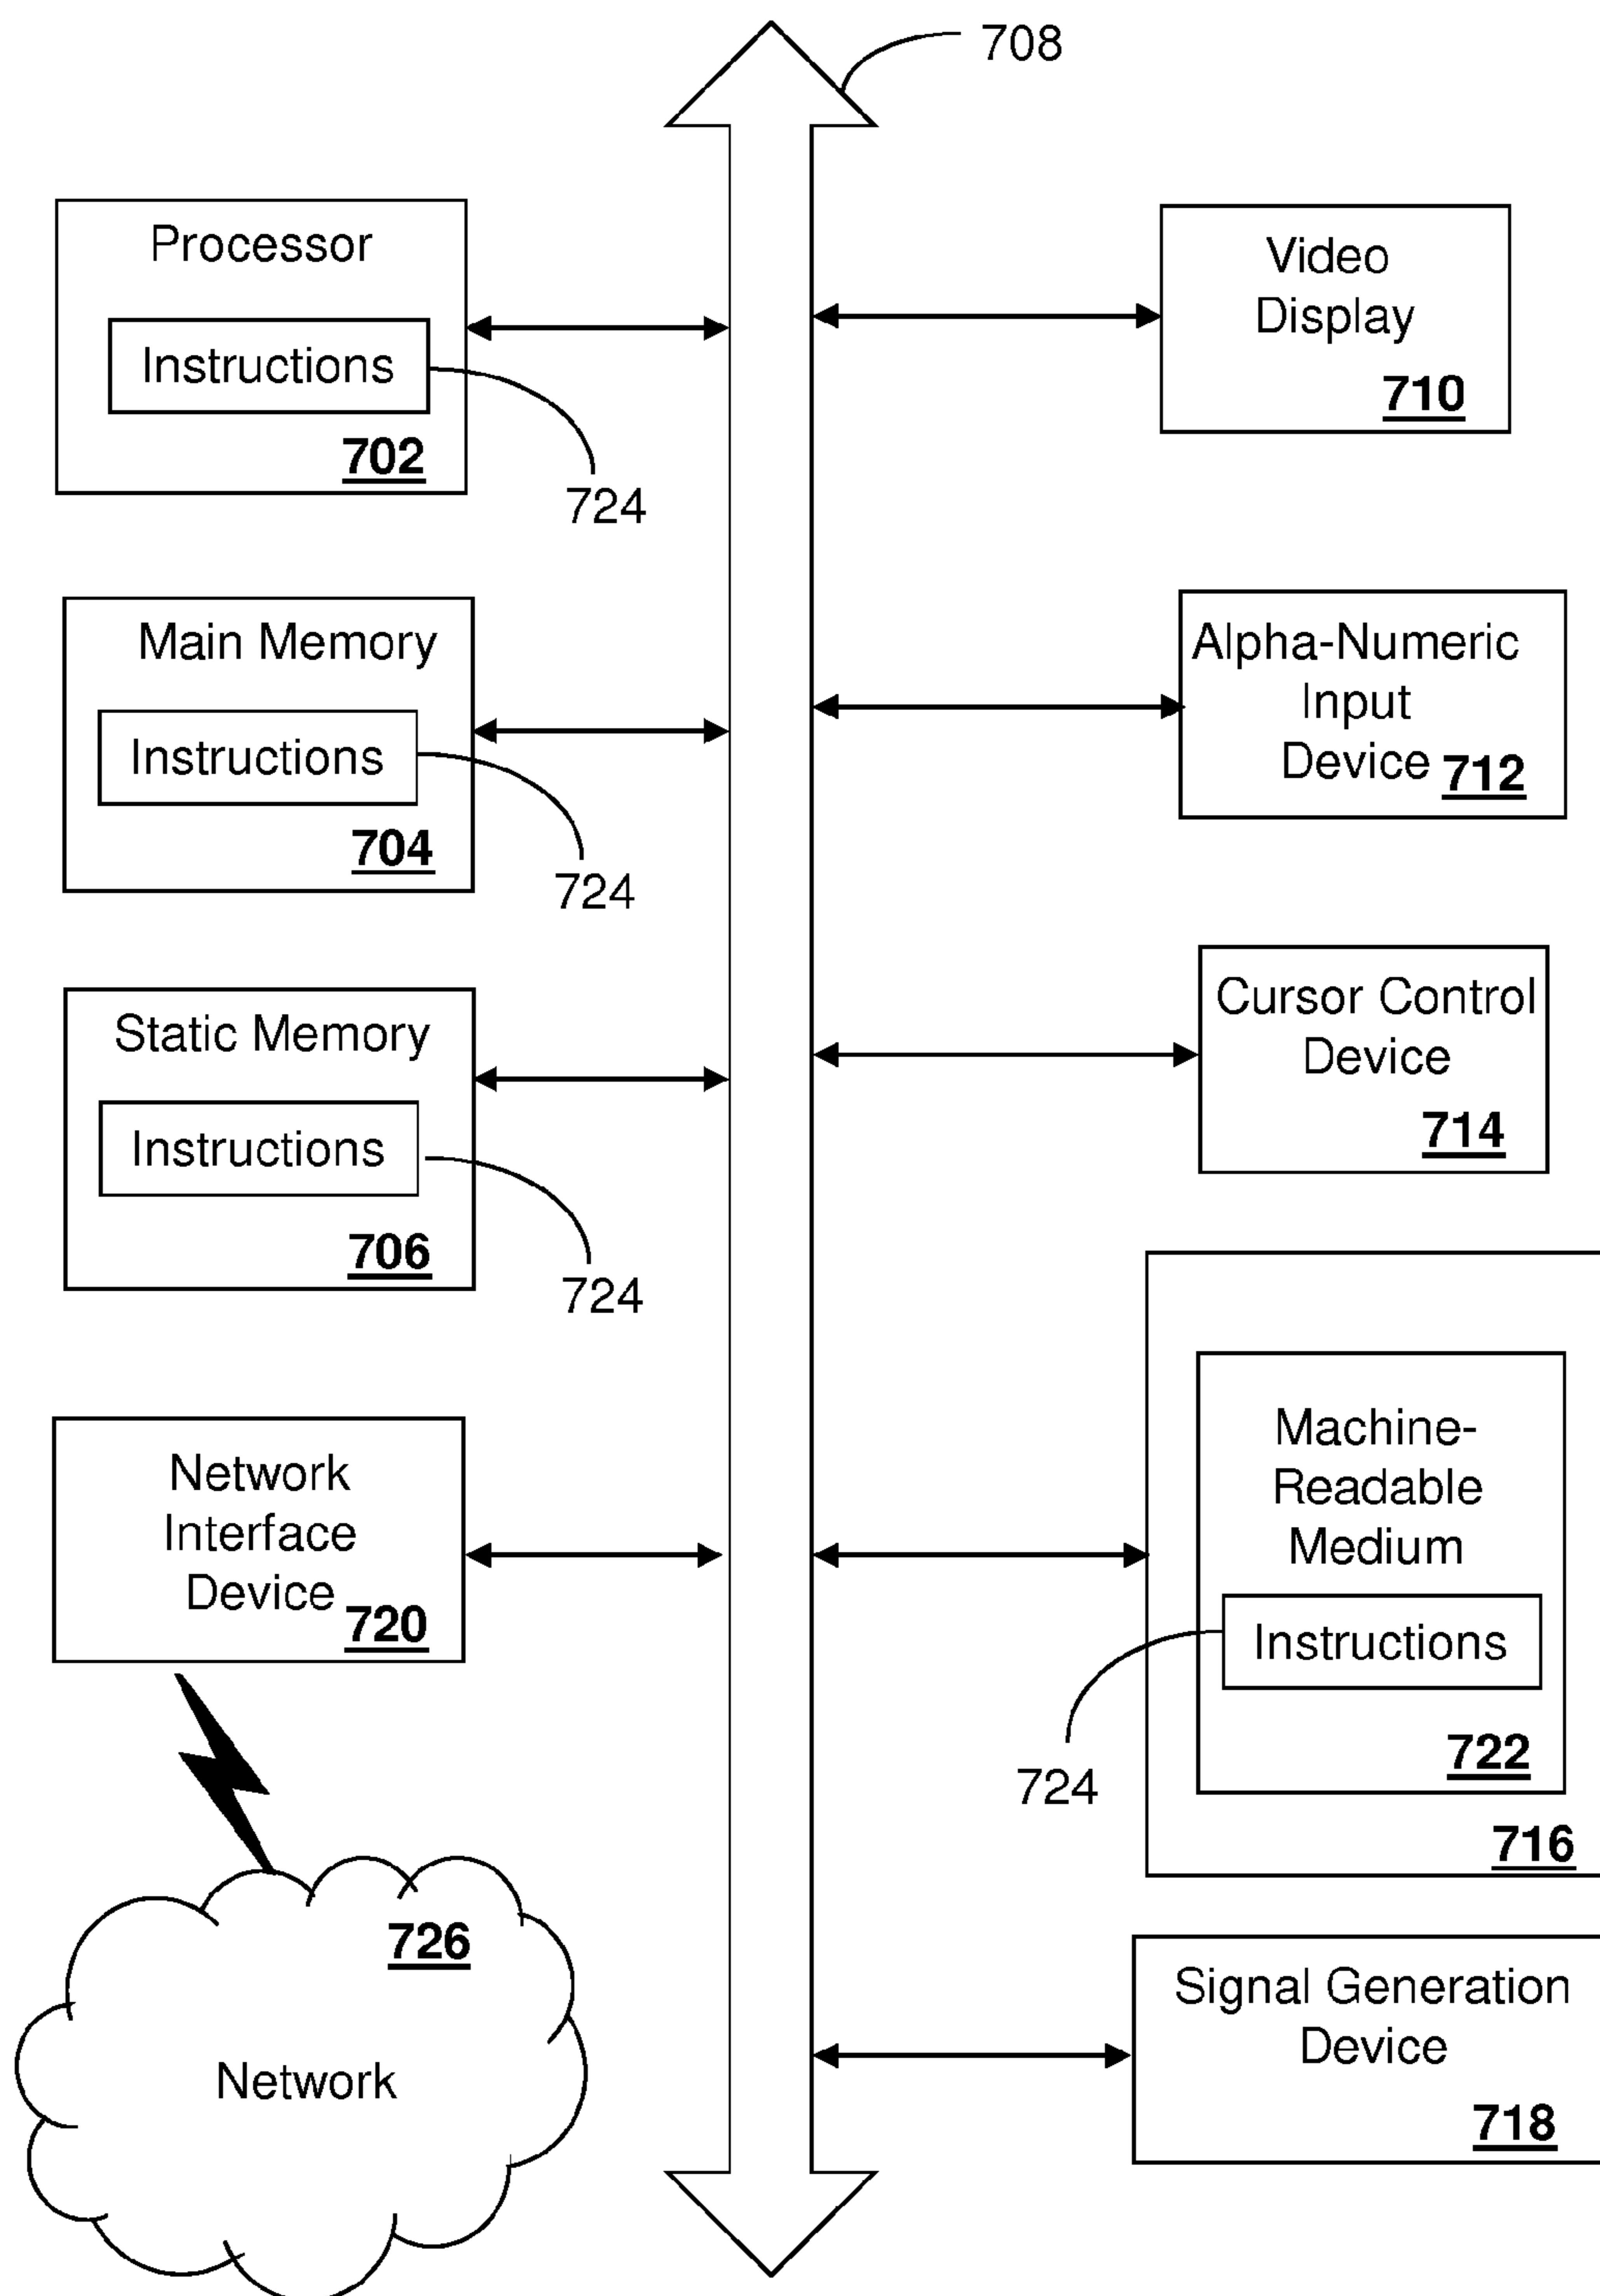 708
Processor
Instructions
702
724
Main Memory
Instructions
704
724
Static Memory
Instructions
706
724
Network
Interface
Device
720
726
Network
Video
Display
710
Alpha-Numeric
Input
Device 712
Cursor Control
Device
714
Machine-
Readable
Medium
Instructions
722
724
716
Signal Generation
Device
718